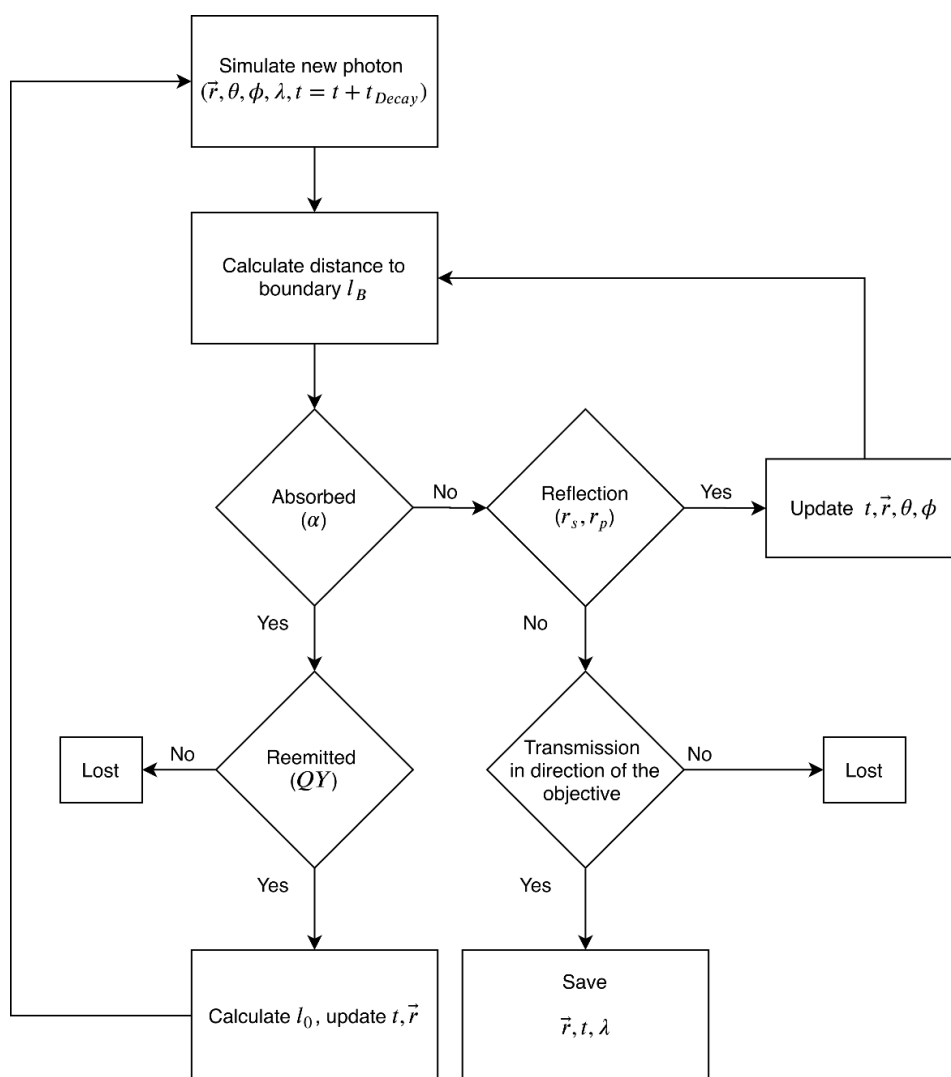 Simulate new photon
(r⃗, θ, ϕ, λ, t = t + t_Decay)
Calculate distance to
boundary l_B
Absorbed
(α)
No
Reflection
(r_s, r_p)
Yes
Update t, r⃗, θ, ϕ
Yes
No
Lost
No
Reemitted
(QY)
Transmission
in direction of the
objective
No
Lost
Yes
Yes
Calculate l_0, update t, r⃗
Save
r⃗, t, λ